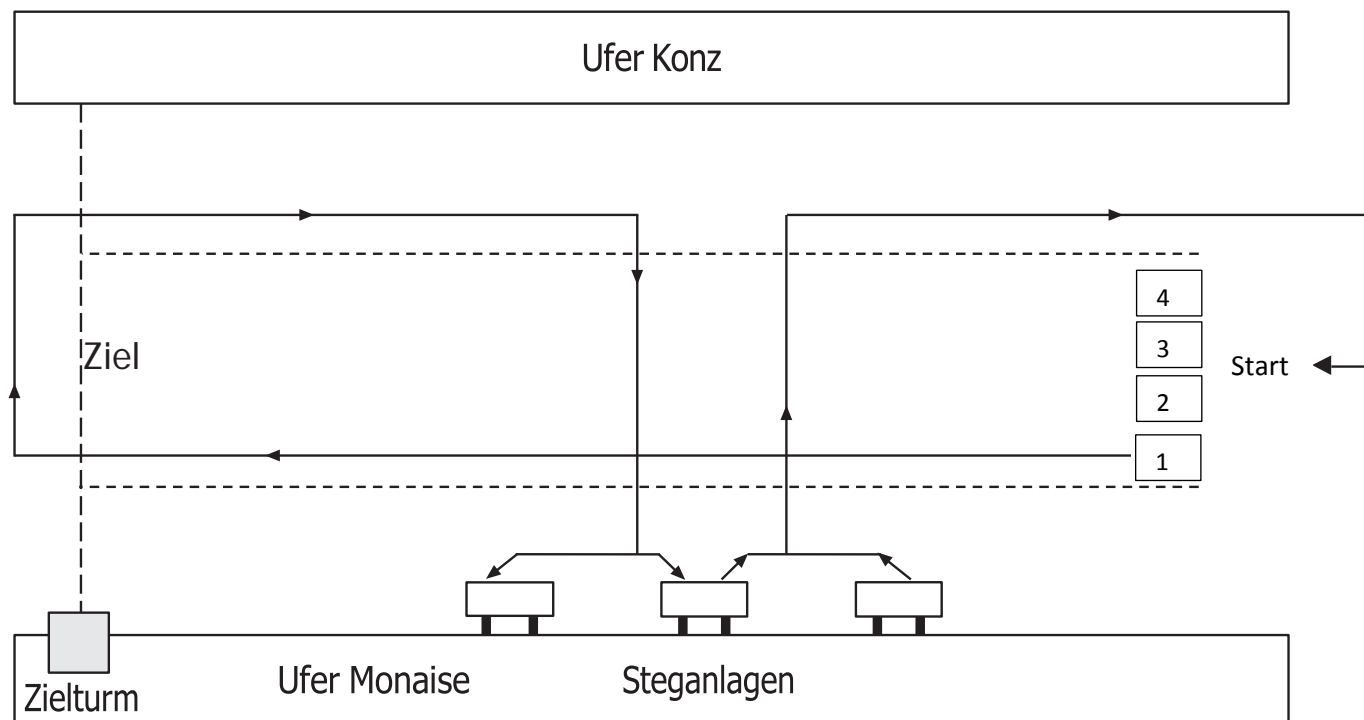 Ufer Konz
4
3
Ziel
Start
2
1
Ufer Monaise
Steganlagen
Zielturm